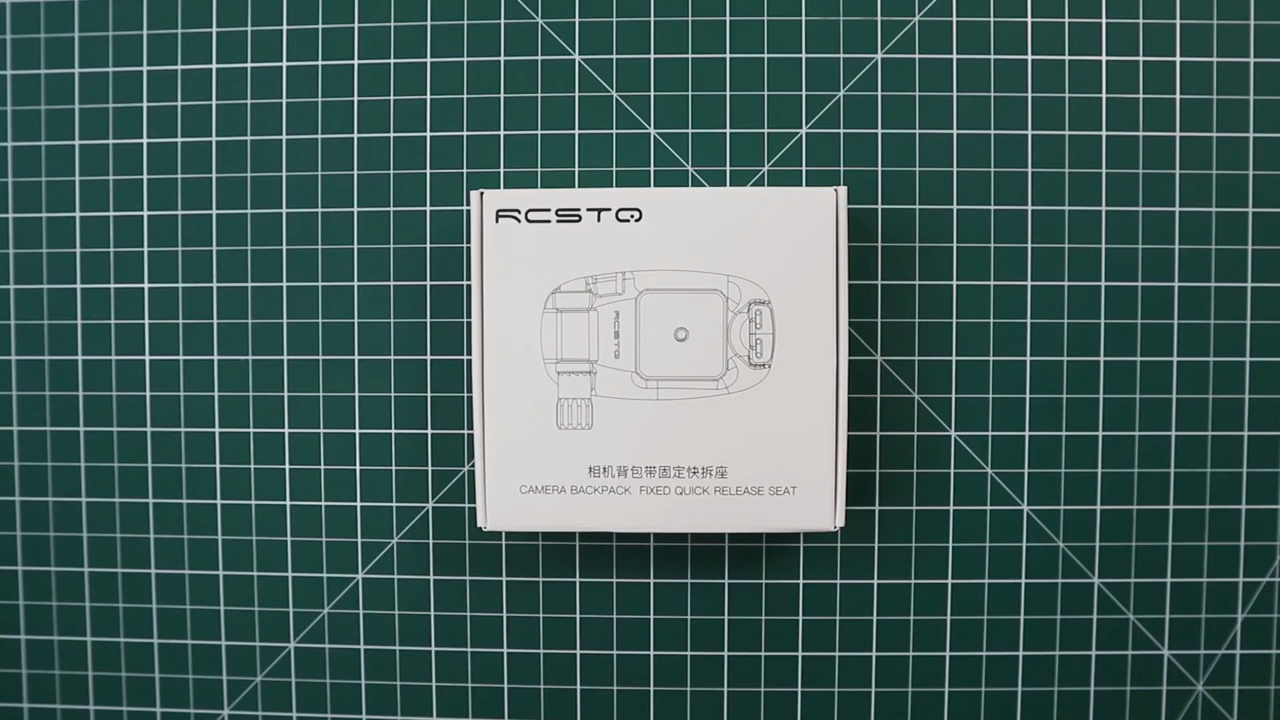 RCSTQ
RCSTQ
相机背包带固定快拆座
CAMERA BACKPACK FIXED QUICK RELEASE SEAT